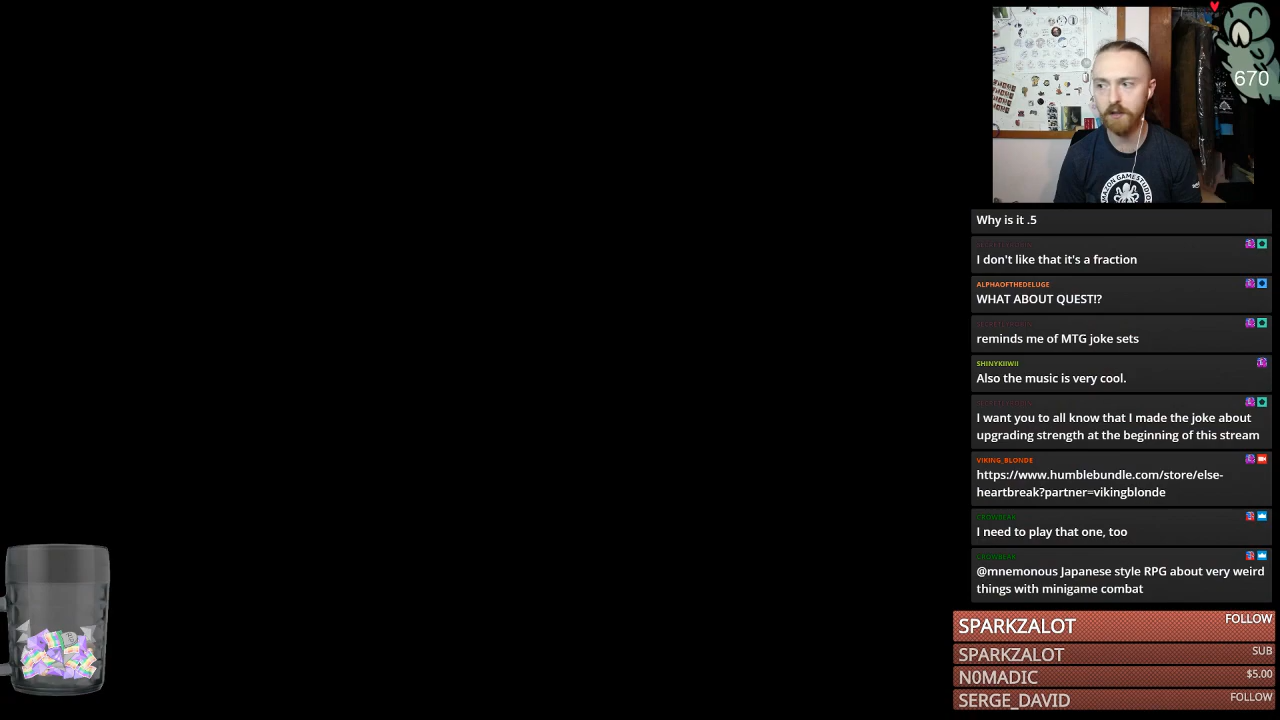 670
Why is it .5
I don't like that it's a fraction
ALPHAOFTHEDELUGE
WHAT ABOUT QUEST!?
reminds me of MTG joke sets
SHINYKIIWII
Also the music is very cool.
I want you to all know that I made the joke about
upgrading strength at the beginning of this stream
VIKING_BLONDE
https://www.humblebundle.com/store/else-
heartbreak?partner=vikingblonde
CROWBEAK
I need to play that one, too
CROWBEAK
@mnemonous Japanese style RPG about very weird
things with minigame combat
SPARKZALOT FOLLOW
SPARKZALOT SUB
N0MADIC $5.00
SERGE_DAVID FOLLOW